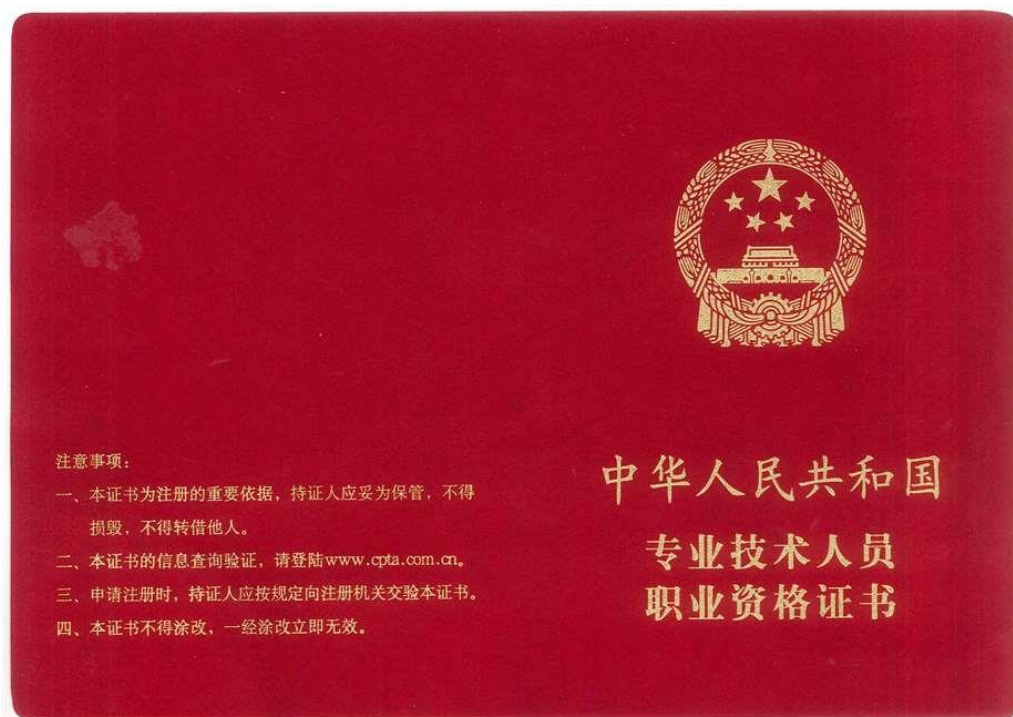 注意事项：
一、本证书为注册的重要依据，持证人应妥为保管，不得
损毁，不得转借他人。
二、本证书的信息查询验证，请登陆www.cpta.com.cn。
三、申请注册时，持证人应按规定向注册机关交验本证书。
四、本证书不得涂改，一经涂改立即无效。
中华人民共和国
专业技术人员
职业资格证书